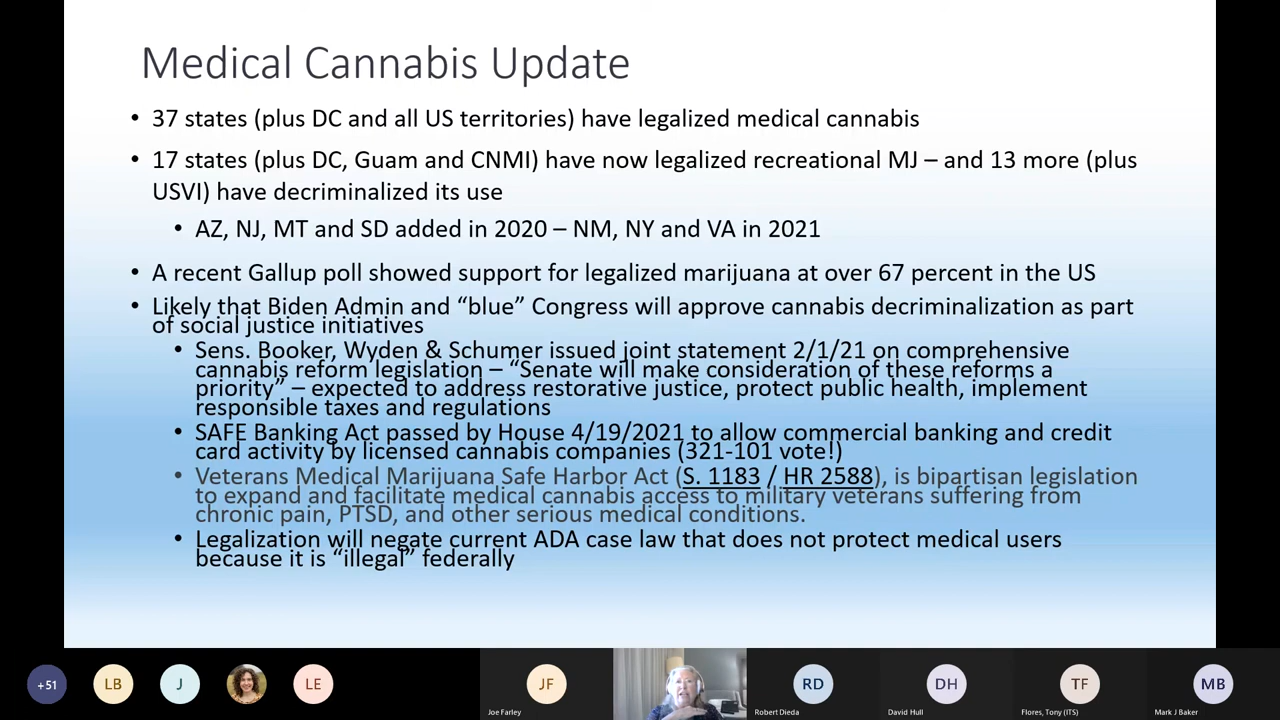 Medical Cannabis Update
• 37 states (plus DC and all US territories) have legalized medical cannabis
• 17 states (plus DC, Guam and CNMI) have now legalized recreational MJ – and 13 more (plus
USVI) have decriminalized its use
• AZ, NJ, MT and SD added in 2020 – NM, NY and VA in 2021
• A recent Gallup poll showed support for legalized marijuana at over 67 percent in the US
• Likely that Biden Admin and “blue” Congress will approve cannabis decriminalization as part
of social justice initiatives
• Sens. Booker, Wyden & Schumer issued joint statement 2/1/21 on comprehensive
cannabis reform legislation – “Senate will make consideration of these reforms a
priority” – expected to address restorative justice, protect public health, implement
responsible taxes and regulations
• SAFE Banking Act passed by House 4/19/2021 to allow commercial banking and credit
card activity by licensed cannabis companies (321-101 vote!)
• Veterans Medical Marijuana Safe Harbor Act (S. 1183 / HR 2588), is bipartisan legislation
to expand and facilitate medical cannabis access to military veterans suffering from
chronic pain, PTSD, and other serious medical conditions.
• Legalization will negate current ADA case law that does not protect medical users
because it is “illegal” federally
+51
LB
J
LE
JF
RD
DH
TF
MB
Joe Farley
Robert Dieda
David Hull
Flores, Tony (ITS)
Mark J Baker